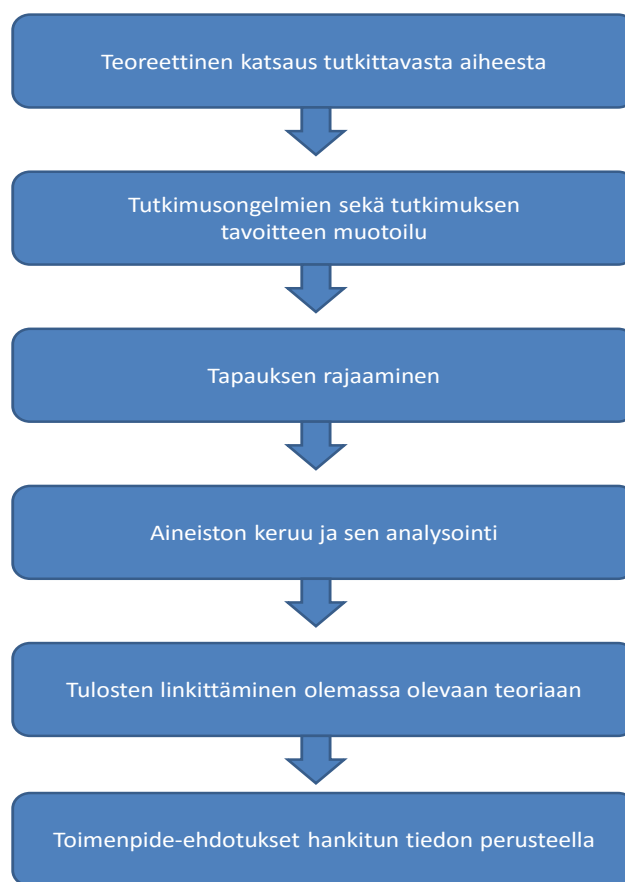 Teoreettinen katsaus tutkittavasta aiheesta
Tutkimusongelmien sekä tutkimuksen
tavoitteen muotoilu
Tapauksen rajaaminen
Aineiston keruu ja sen analysointi
Tulosten linkittäminen olemassa olevaan teoriaan
Toimenpide-ehdotukset hankitun tiedon perusteella